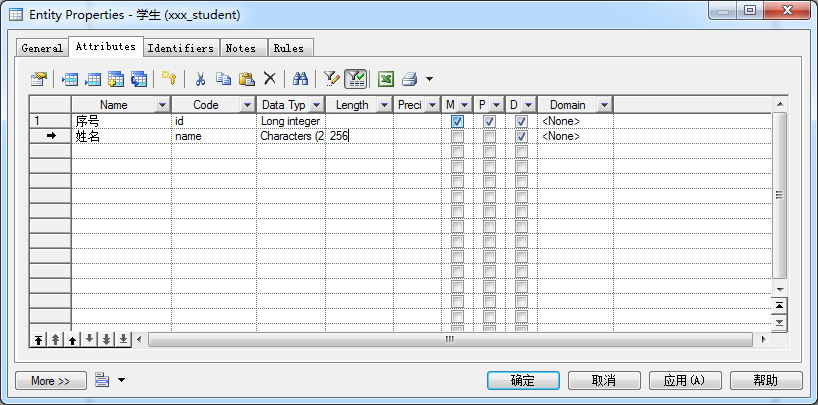 Entity Properties - 学生 (xxx_student)
General Attributes Identifiers Notes Rules
Name Code Data Typ Length Preci M P D Domain
1 序号 id Long integer <None>
姓名 name Characters (2 256 <None>
More >> 确定 取消 应用(A) 帮助